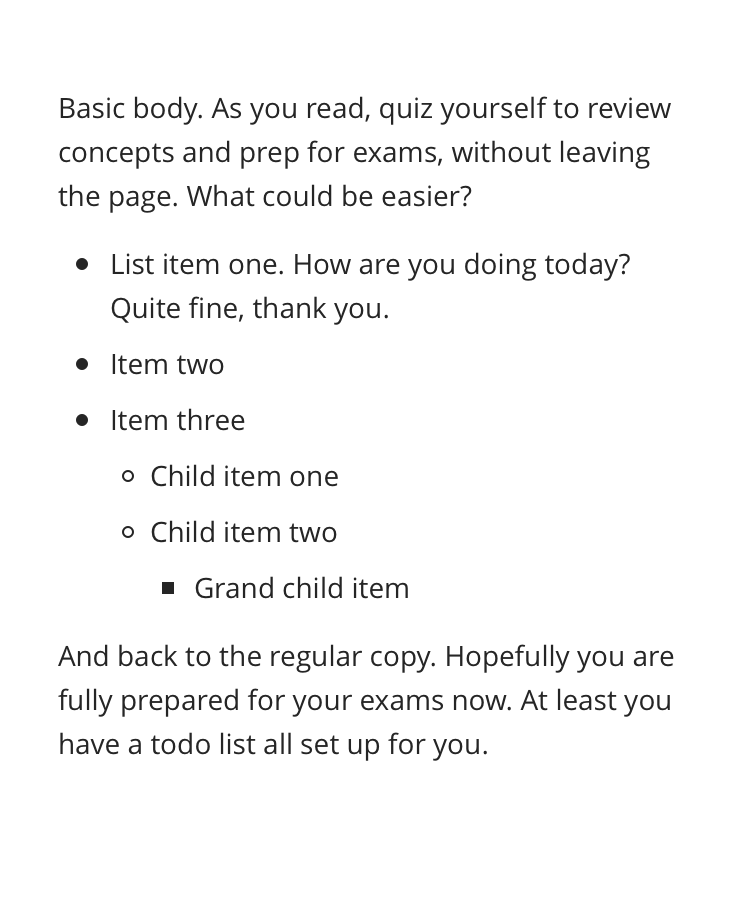 Basic body. As you read, quiz yourself to review
concepts and prep for exams, without leaving
the page. What could be easier?
List item one. How are you doing today?
Quite fine, thank you.
Item two
Item three
Child item one
Child item two
Grand child item
And back to the regular copy. Hopefully you are
fully prepared for your exams now. At least you
have a todo list all set up for you.